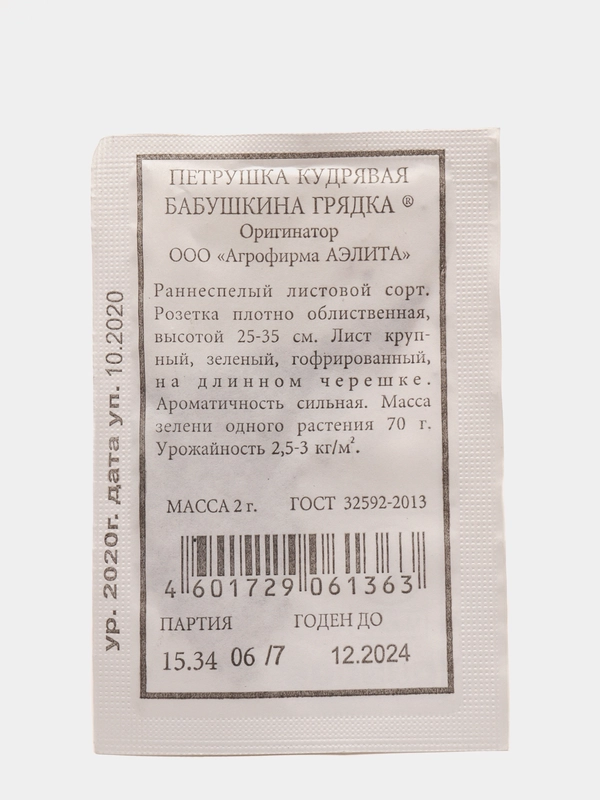 ПЕТРУШКА КУДРЯВАЯ
БАБУШКИНА ГРЯДКА ®
Оригинатор
ООО «Агрофирма АЭЛИТА»
Раннеспелый листовой сорт.
Розетка плотно облиственная,
высотой 25-35 см. Лист круп-
ный, зеленый, гофрированный,
на длинном черешке.
Ароматичность сильная. Масса
зелени одного растения 70 г.
Урожайность 2,5-3 кг/м².
МАССА 2 г. ГОСТ 32592-2013
4 601729 061363
ПАРТИЯ ГОДЕН ДО
15.34 06 /7 12.2024
ур. 2020г. дата уп. 10.2020